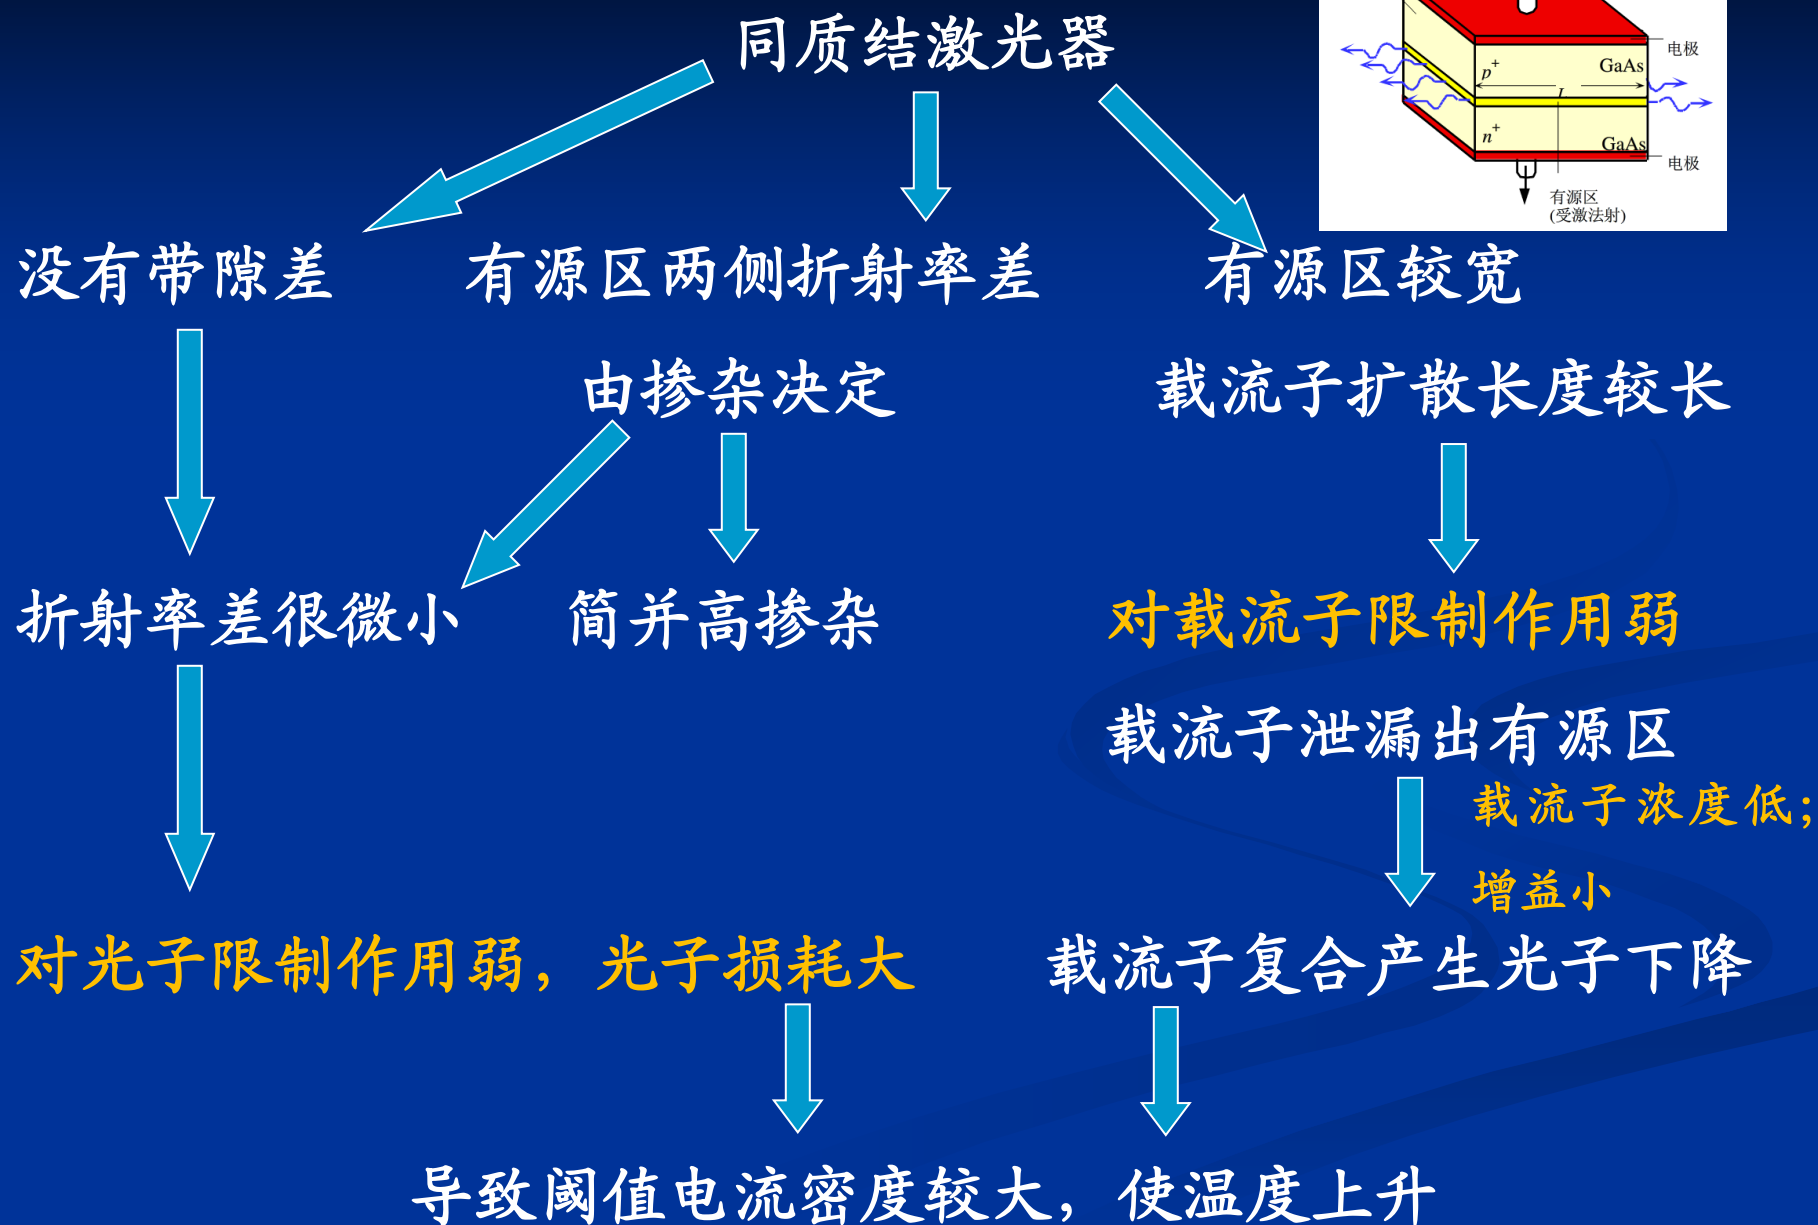 同质结激光器
电极
p+
GaAs
L
n+
GaAs
电极
有源区
(受激法射)
没有带隙差
有源区两侧折射率差
有源区较宽
由掺杂决定
载流子扩散长度较长
折射率差很微小
简并高掺杂
对载流子限制作用弱
载流子泄漏出有源区
载流子浓度低；
增益小
对光子限制作用弱，光子损耗大
载流子复合产生光子下降
导致阈值电流密度较大，使温度上升